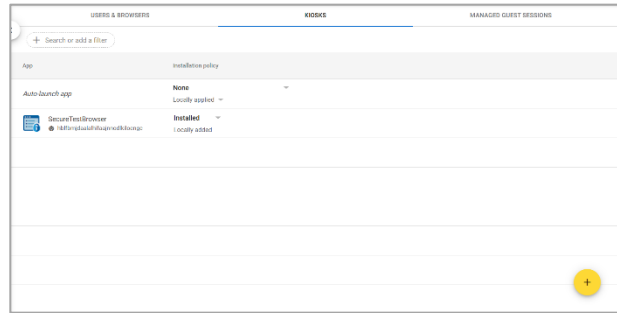 USERS & BROWSERS
KIOSKS
MANAGED GUEST SESSIONS
+ Search or add a filter
App
Installation policy
Auto-launch app
None
Locally applied
SecureTestBrowser
Installed
Locally added
+